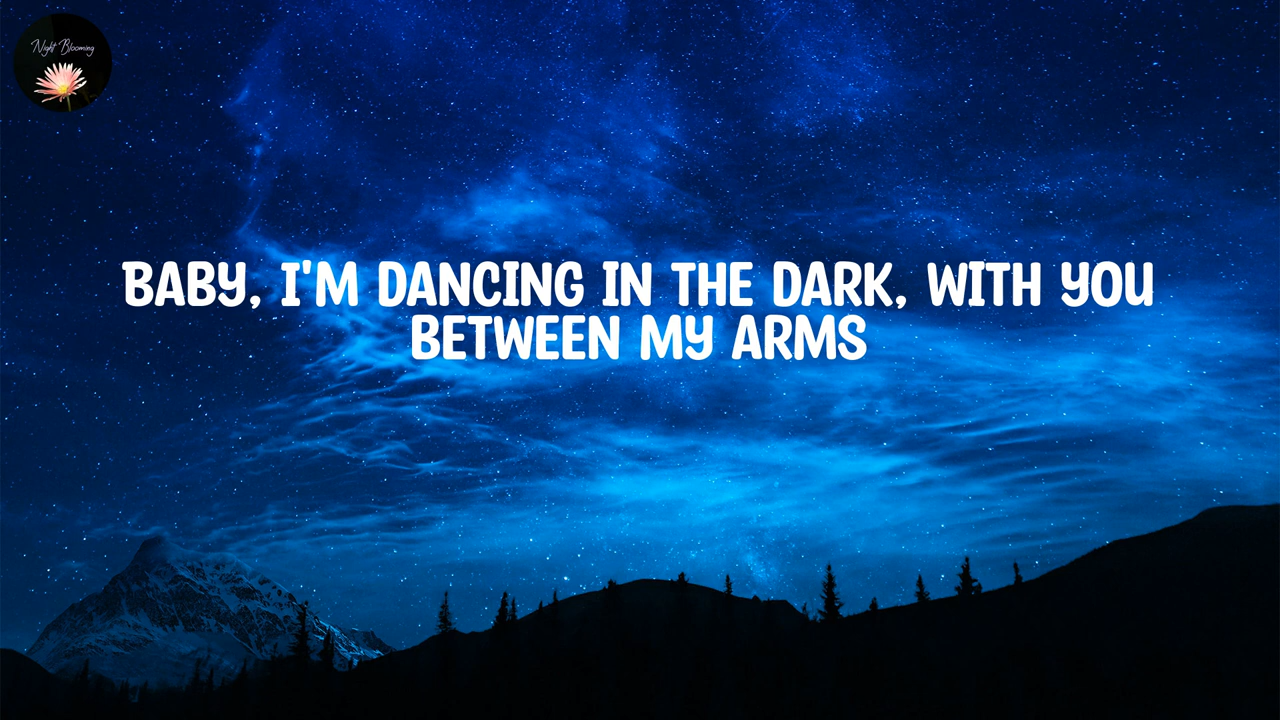 Night Blooming
BABY, I'M DANCING IN THE DARK, WITH YOU
BETWEEN MY ARMS